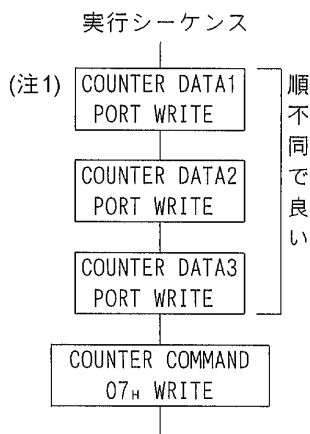 実行シーケンス
(注1)
COUNTER DATA1
PORT WRITE
COUNTER DATA2
PORT WRITE
COUNTER DATA3
PORT WRITE
順不同で良い
COUNTER COMMAND
07H WRITE